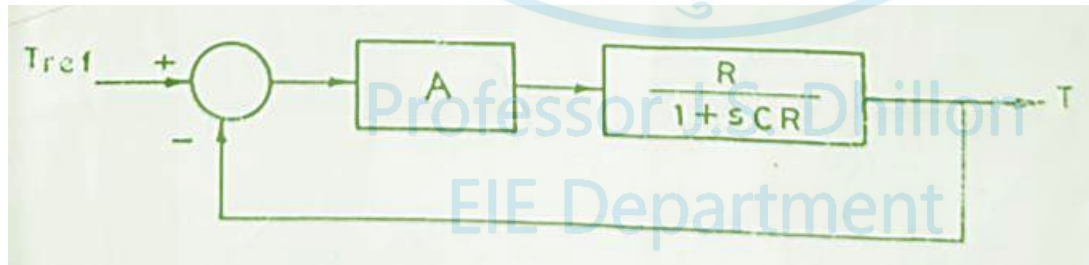 Tref
+
A
R
1 + sCR
T
−
Professor J.S. Dhillon
EIE Department